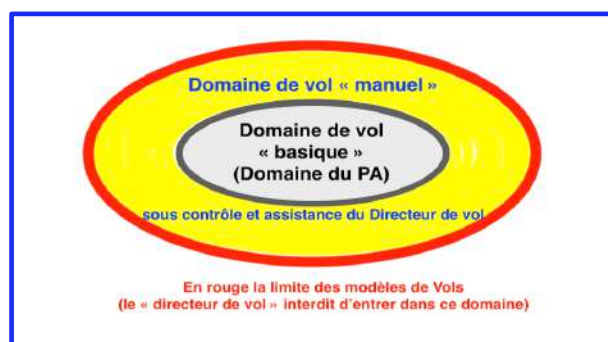 Domaine de vol « manuel »
Domaine de vol
« basique »
(Domaine du PA)
sous contrôle et assistance du Directeur de vol
En rouge la limite des modèles de Vols
(le « directeur de vol » interdit d'entrer dans ce domaine)